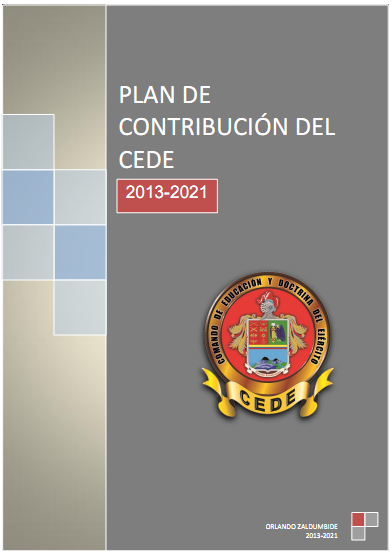 PLAN DE
CONTRIBUCIÓN DEL
CEDE
2013-2021
COMANDO DE EDUCACIÓN Y DOCTRINA DEL EJÉRCITO
CEDE
ORLANDO ZALDUMBIDE
2013-2021